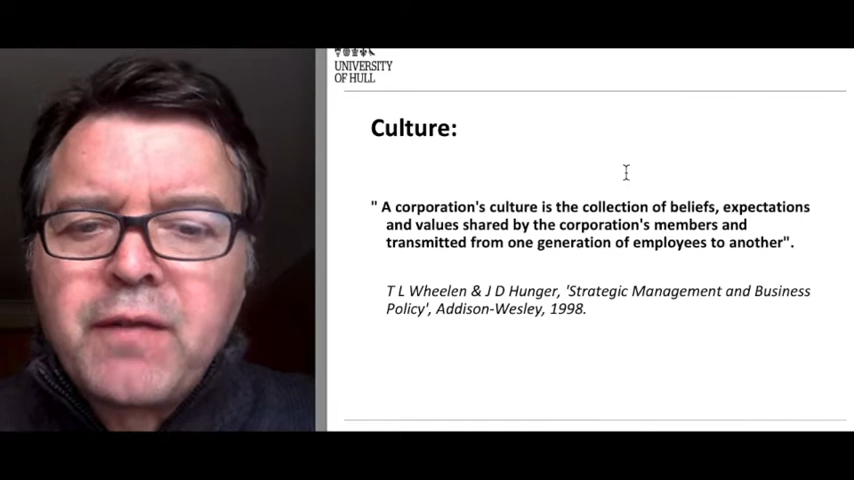 UNIVERSITY
OF HULL
Culture:
" A corporation's culture is the collection of beliefs, expectations
and values shared by the corporation's members and
transmitted from one generation of employees to another".
T L Wheelen & J D Hunger, 'Strategic Management and Business
Policy', Addison-Wesley, 1998.